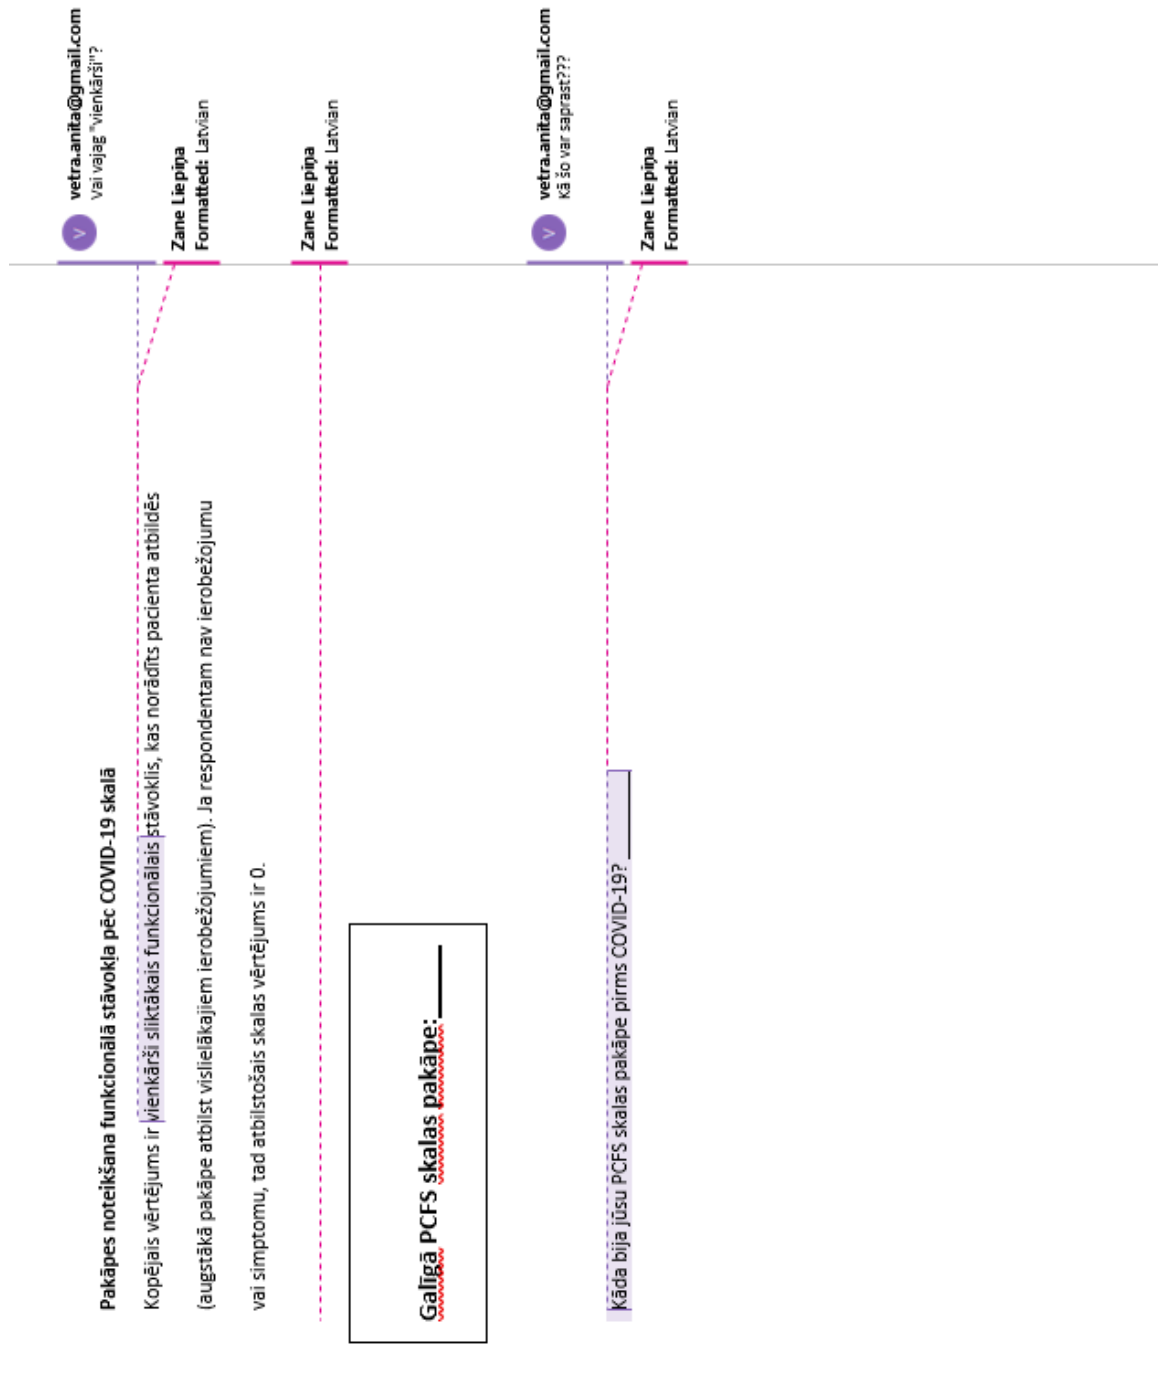 Pakāpes noteikšana funkcionālā stāvokļa pēc COVID-19 skalā
Kopējais vērtējums ir vienkārši sliktākais funkcionālais stāvoklis, kas norādīts pacienta atbildēs
(augstākā pakāpe atbilst vislielākajiem ierobežojumiem). Ja respondentam nav ierobežojumu
vai simptomu, tad atbilstošais skalas vērtējums ir 0.
Galīgā PCFS skalas pakāpe:______
Kāda bija jūsu PCFS skalas pakāpe pirms COVID-19? ________
V
vetra.anita@gmail.com
Vai vajag "vienkārši"?
Zane Liepiņa
Formatted: Latvian
Zane Liepiņa
Formatted: Latvian
V
vetra.anita@gmail.com
Kā šo var saprast???
Zane Liepiņa
Formatted: Latvian